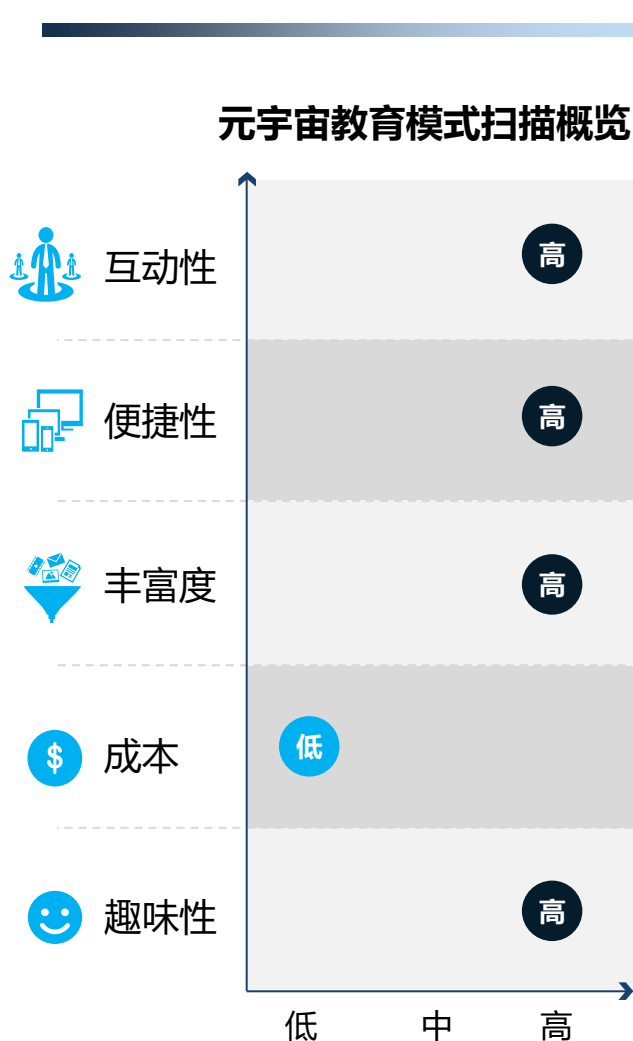 元宇宙教育模式扫描概览
互动性
高
便捷性
高
丰富度
高
$
成本
低
趣味性
高
低 中 高